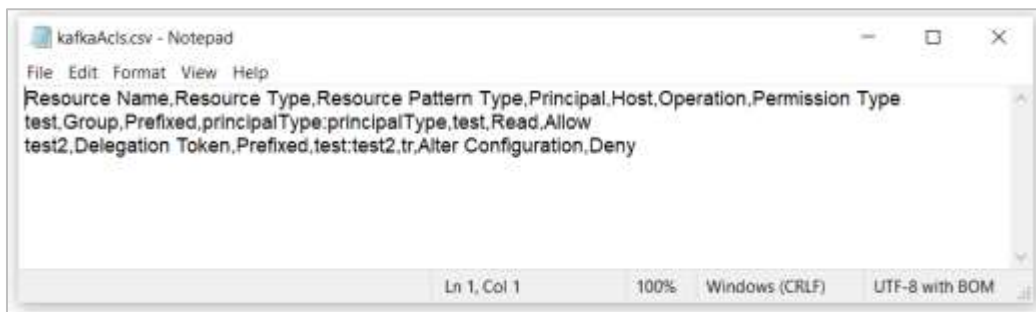 kafkaAcls.csv - Notepad
File Edit Format View Help
Resource Name,Resource Type,Resource Pattern Type,Principal,Host,Operation,Permission Type
test,Group,Prefixed,principalType:principalType,test,Read,Allow
test2,Delegation Token,Prefixed,test:test2,tr,Alter Configuration,Deny
Ln 1, Col 1 100% Windows (CRLF) UTF-8 with BOM